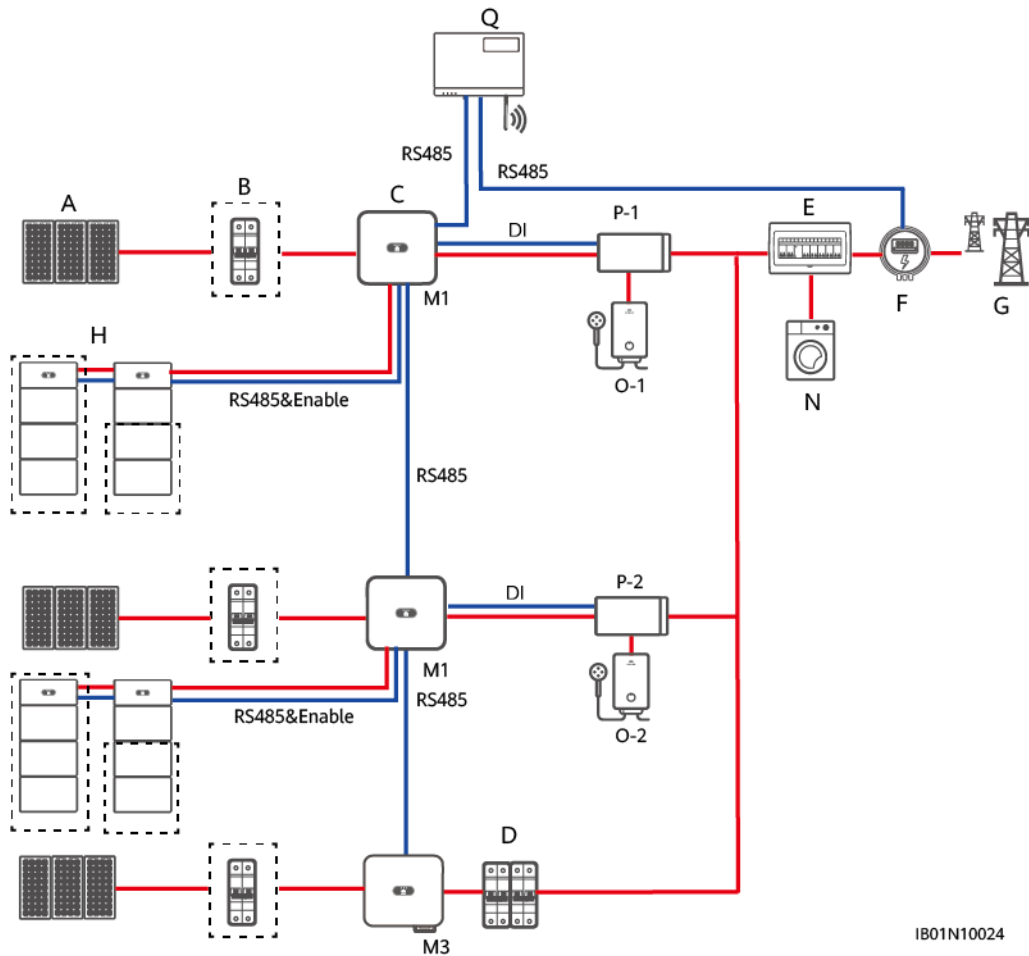 Q
RS485
RS485
A
B
C
P-1
E
DI
M1
F
G
H
O-1
N
RS485&Enable
RS485
P-2
DI
M1
RS485
RS485&Enable
O-2
D
M3
IB01N10024